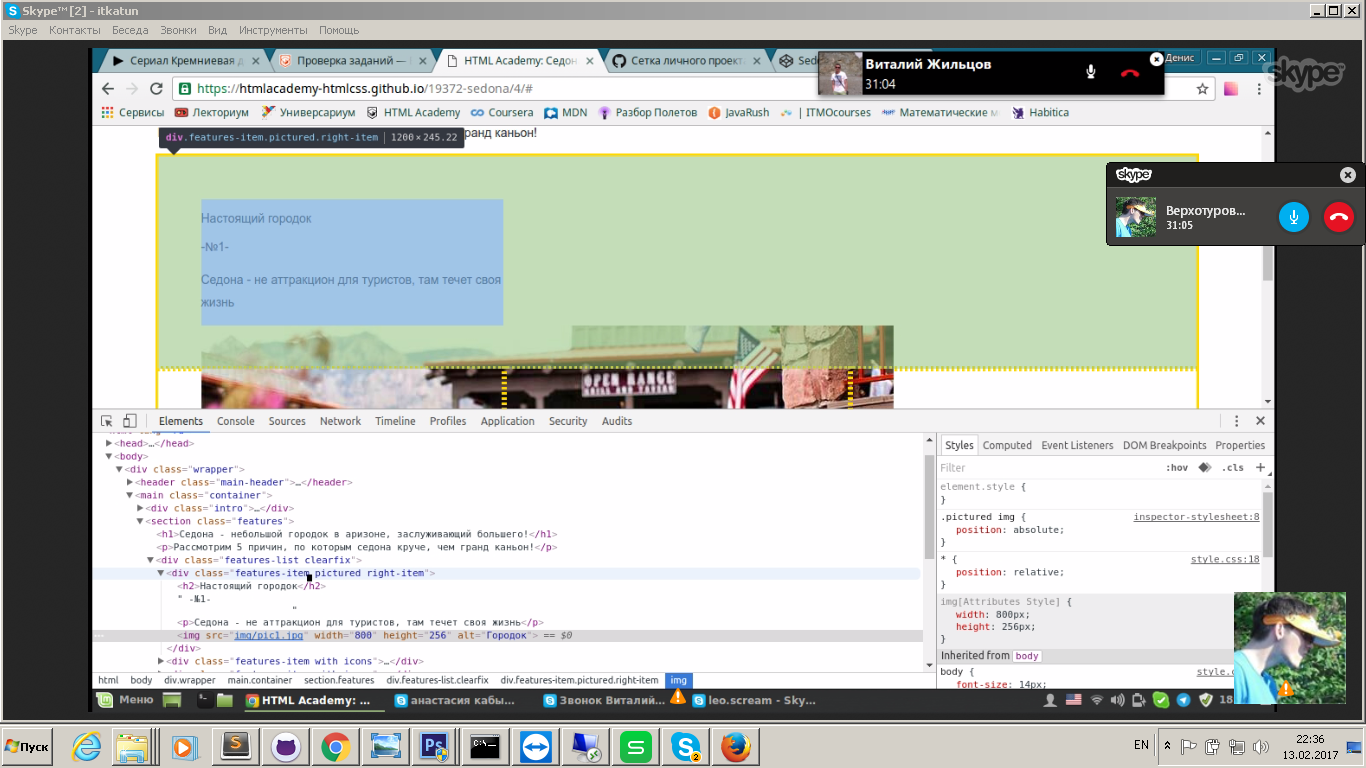 Skype™ [2] - itkatun
Skype Контакты Беседа Звонки Вид Инструменты Помощь
Сериал Кремниевая д
Проверка заданий —
HTML Academy: Седон
Сетка личного проект
Денис
skype
https://htmlacademy-htmlcss.github.io/19372-sedona/4/#
Виталий Жильцов
31:04
Сервисы Лекториум Универсариум HTML Academy Coursera MDN Разбор Полетов JavaRush ITMOcourses Математические Habitica
div.features-item.pictured.right-item 1200 × 245.22
ранд каньон!
skype
Верхотуров...
31:05
Настоящий городок
-№1-
Седона - не аттракцион для туристов, там течет своя
жизнь
OPEN RANGE
Elements Console Sources Network Timeline Profiles Application Security Audits
<head>…</head>
<body>
<div class="wrapper">
<header class="main-header">…</header>
<main class="container">
<div class="intro">…</div>
<section class="features">
<h1>Седона - небольшой городок в аризоне, заслуживающий большего!</h1>
<p>Рассмотрим 5 причин, по которым седона круче, чем гранд каньон!</p>
<div class="features-list clearfix">
<div class="features-item pictured right-item">
<h2>Настоящий городок</h2>
" -№1-
"
<p>Седона - не аттракцион для туристов, там течет своя жизнь</p>
<img src="img/pic1.jpg" width="800" height="256" alt="Городок"> == $0
</div>
<div class="features-item with icons">…</div>
html body div.wrapper main.container section.features div.features-list.clearfix div.features-item.pictured.right-item img
Styles Computed Event Listeners DOM Breakpoints Properties
Filter :hov .cls +
element.style {
}
.pictured img { inspector-stylesheet:8
position: absolute;
}
* { style.css:18
position: relative;
}
img[Attributes Style] {
width: 800px;
height: 256px;
}
Inherited from body
body { style.c
font-size: 14px;
Меню HTML Academy: ... анастасия кабы... Звонок Виталий... leo.scream - Sky... 18
Пуск
EN
22:36
13.02.2017